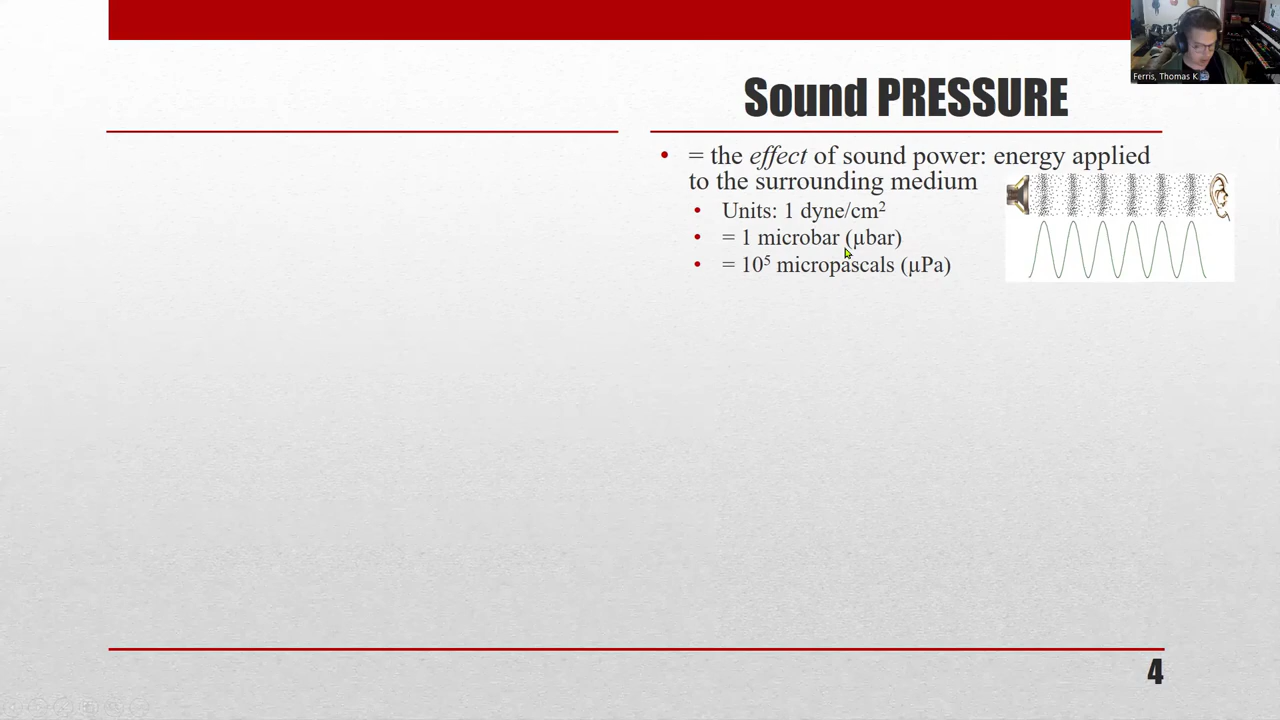 Ferris, Thomas K
Sound PRESSURE
• = the effect of sound power: energy applied
to the surrounding medium
• Units: 1 dyne/cm²
• = 1 microbar (µbar)
• = 10⁵ micropascals (µPa)
4